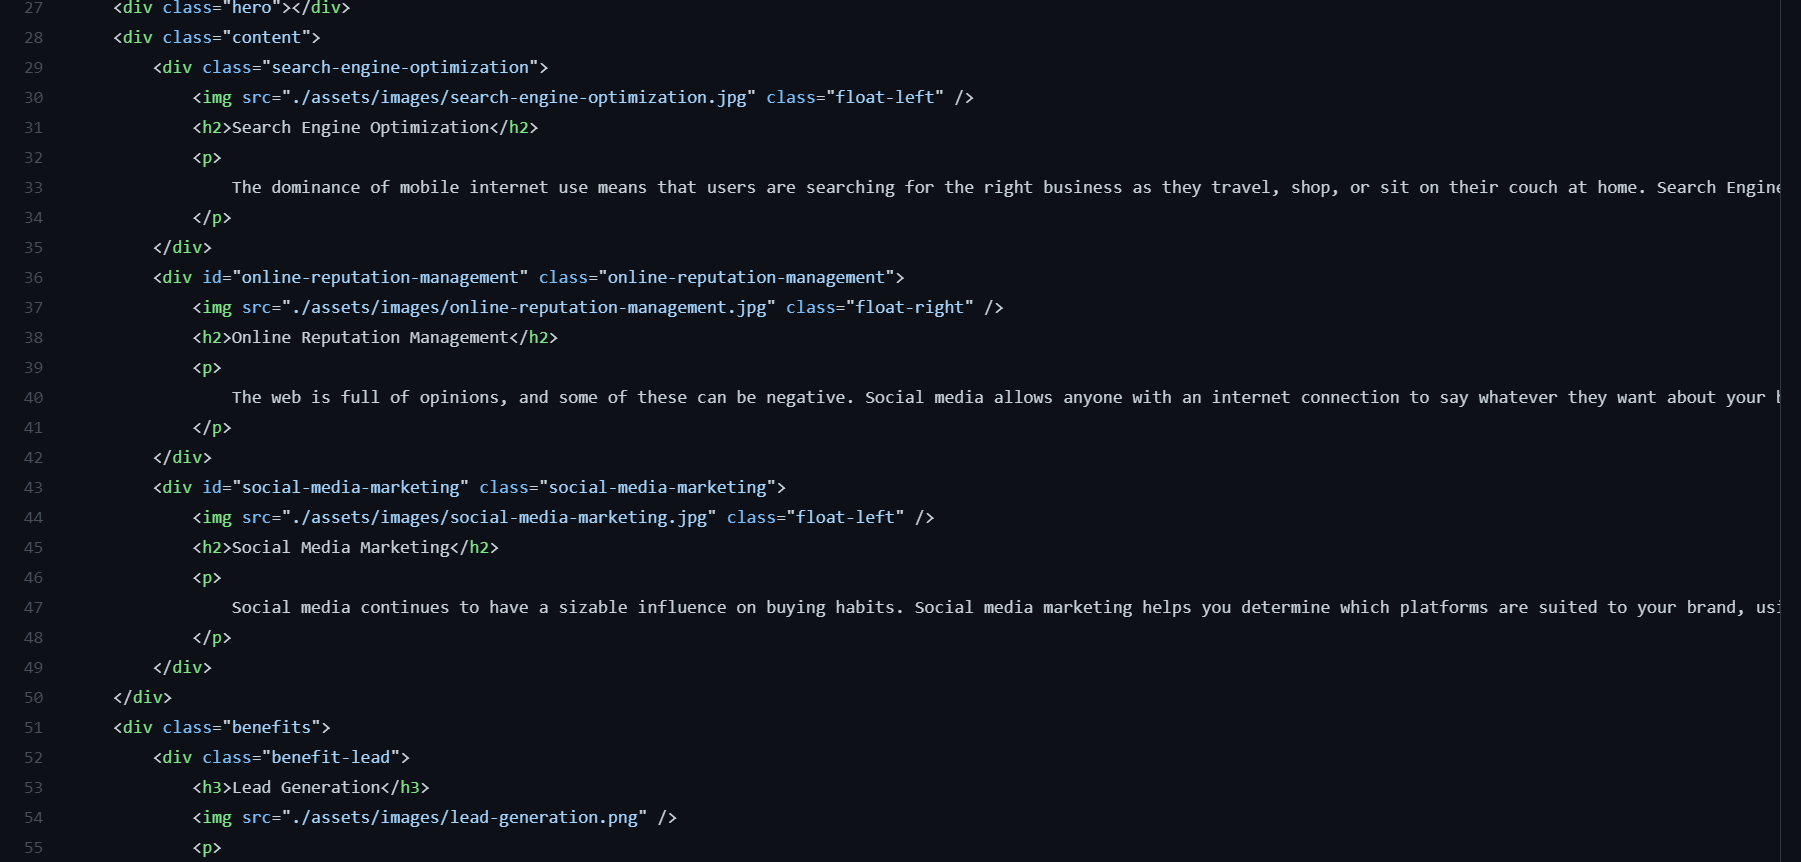 27 <div class="hero"></div>
28 <div class="content">
29 <div class="search-engine-optimization">
30 <img src="./assets/images/search-engine-optimization.jpg" class="float-left" />
31 <h2>Search Engine Optimization</h2>
32 <p>
33 The dominance of mobile internet use means that users are searching for the right business as they travel, shop, or sit on their couch at home. Search Engine
34 </p>
35 </div>
36 <div id="online-reputation-management" class="online-reputation-management">
37 <img src="./assets/images/online-reputation-management.jpg" class="float-right" />
38 <h2>Online Reputation Management</h2>
39 <p>
40 The web is full of opinions, and some of these can be negative. Social media allows anyone with an internet connection to say whatever they want about your
41 </p>
42 </div>
43 <div id="social-media-marketing" class="social-media-marketing">
44 <img src="./assets/images/social-media-marketing.jpg" class="float-left" />
45 <h2>Social Media Marketing</h2>
46 <p>
47 Social media continues to have a sizable influence on buying habits. Social media marketing helps you determine which platforms are suited to your brand, usi
48 </p>
49 </div>
50 </div>
51 <div class="benefits">
52 <div class="benefit-lead">
53 <h3>Lead Generation</h3>
54 <img src="./assets/images/lead-generation.png" />
55 <p>